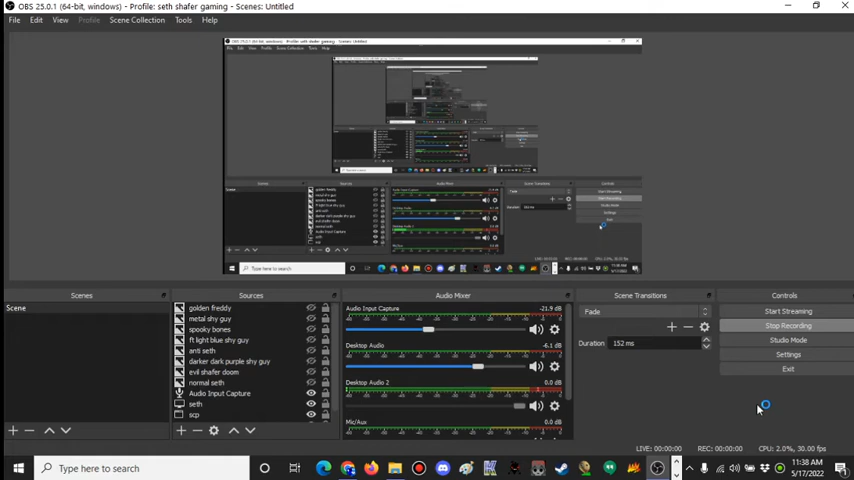 OBS 25.0.1 (64-bit, windows) - Profile: seth shafer gaming - Scenes: Untitled
File Edit View Profile Scene Collection Tools Help
Scenes
Scene
Sources
golden freddy
metal shy guy
spooky bones
ft light blue shy guy
anti seth
darker dark purple shy guy
evil shafer doom
normal seth
Audio Input Capture
seth
scp
Audio Mixer
Audio Input Capture -21.9 dB
Desktop Audio -6.1 dB
Desktop Audio 2 0.0 dB
Mic/Aux 0.0 dB
Scene Transitions
Fade
Duration 152 ms
Controls
Start Streaming
Stop Recording
Studio Mode
Settings
Exit
LIVE: 00:00:00 REC: 00:00:00 CPU: 2.0%, 30.00 fps
Type here to search
11:38 AM
5/17/2022